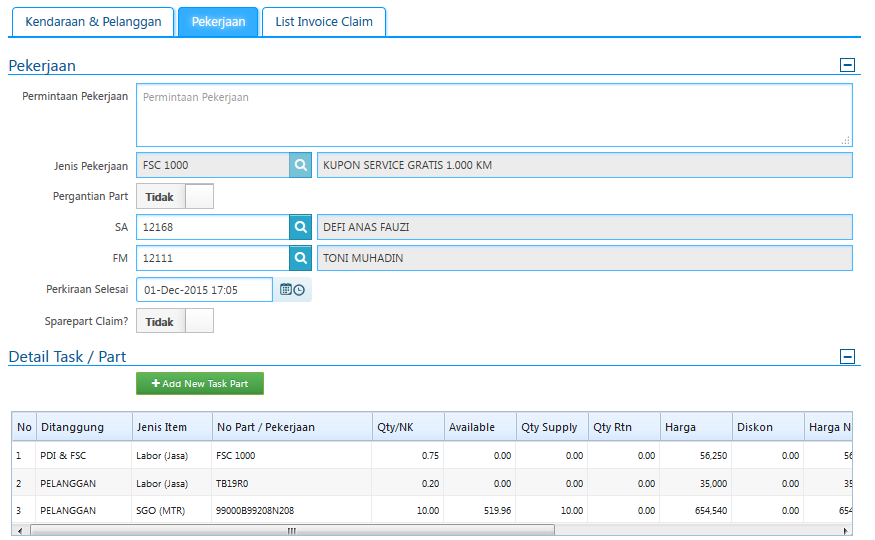 Kendaraan & Pelanggan Pekerjaan List Invoice Claim
Pekerjaan
Permintaan Pekerjaan Permintaan Pekerjaan
Jenis Pekerjaan FSC 1000 KUPON SERVICE GRATIS 1.000 KM
Pergantian Part Tidak
SA 12168 DEFI ANAS FAUZI
FM 12111 TONI MUHADIN
Perkiraan Selesai 01-Dec-2015 17:05
Sparepart Claim? Tidak
Detail Task / Part
+ Add New Task Part
No Ditanggung Jenis Item No Part / Pekerjaan Qty/NK Available Qty Supply Qty Rtn Harga Diskon Harga N
1 PDI & FSC Labor (Jasa) FSC 1000 0.75 0.00 0.00 0.00 56,250 0.00 56
2 PELANGGAN Labor (Jasa) TB19R0 0.20 0.00 0.00 0.00 35,000 0.00 35
3 PELANGGAN SGO (MTR) 99000B99208N208 10.00 519.96 10.00 0.00 654,540 0.00 654